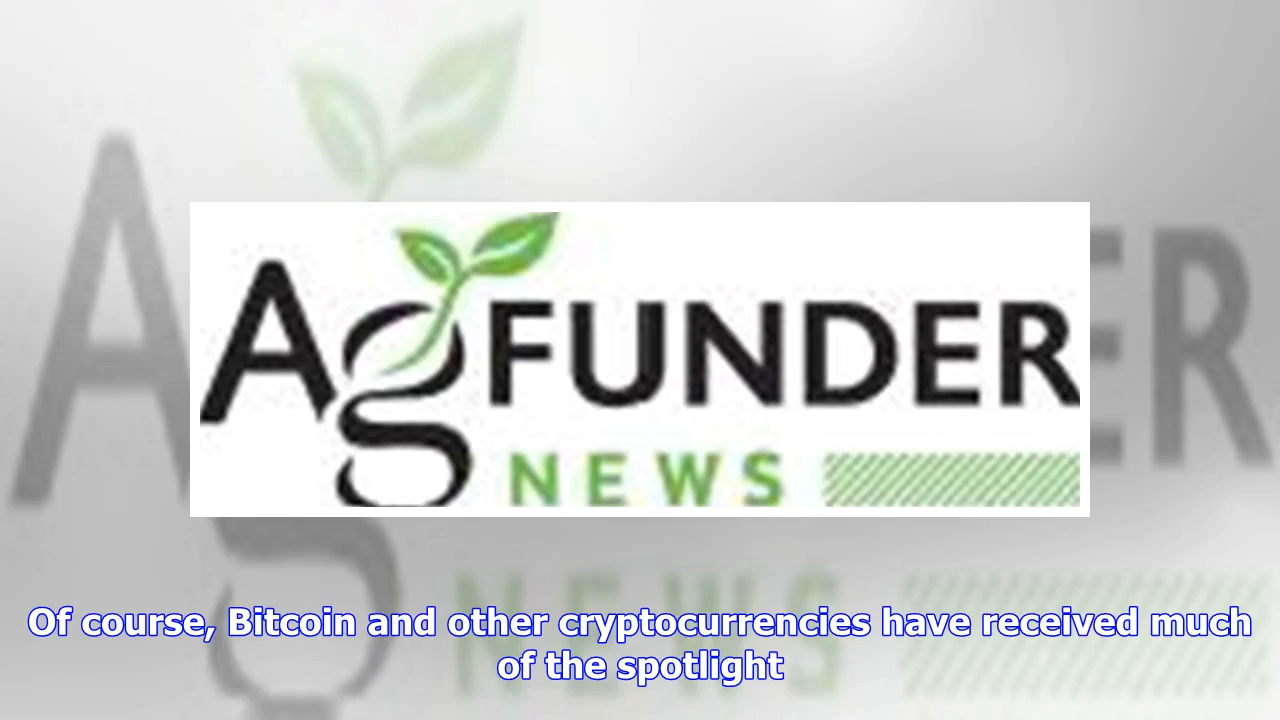 AgFUNDER
NEWS
Of course, Bitcoin and other cryptocurrencies have received much
of the spotlight